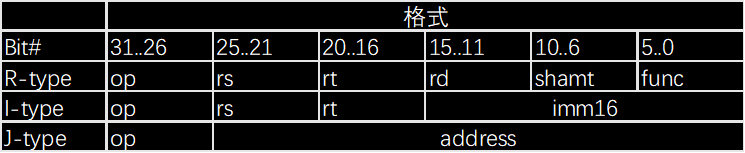 格式
Bit# 31..26 25..21 20..16 15..11 10..6 5..0
R-type op rs rt rd shamt func
I-type op rs rt imm16
J-type op address